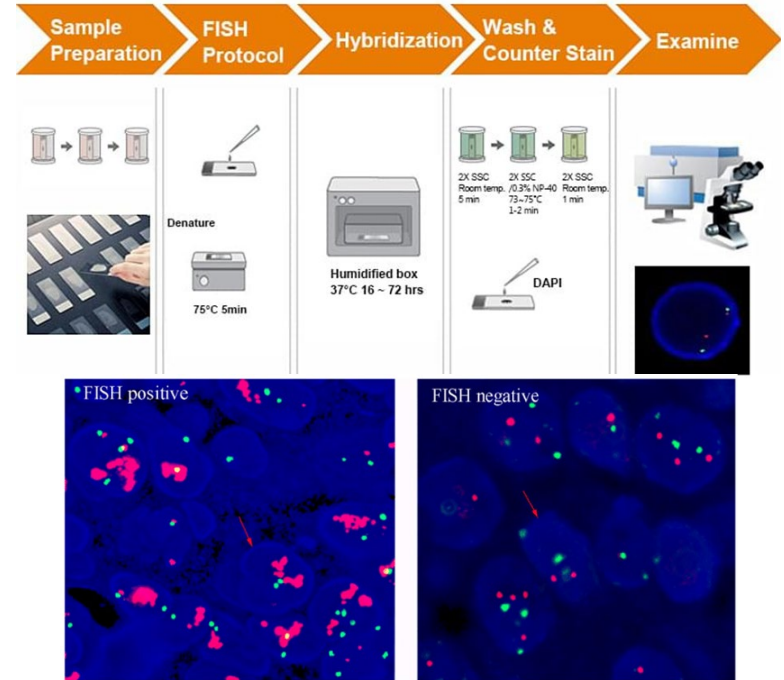 Sample
Preparation
FISH
Protocol
Hybridization
Wash &
Counter Stain
Examine
Denature
75°C 5min
Humidified box
37°C 16 ~ 72 hrs
2X SSC
Room temp.
5 min
2X SSC
/0.3% NP-40
73~75°C
1-2 min
2X SSC
Room temp.
1 min
DAPI
FISH positive
FISH negative